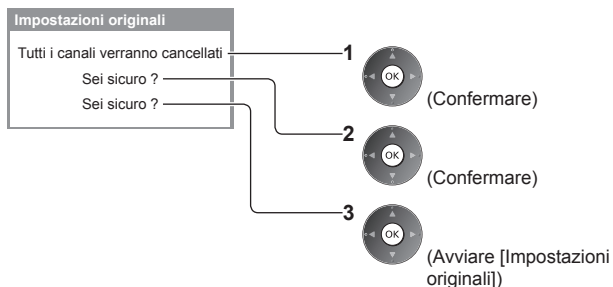 Impostazioni originali
Tutti i canali verranno cancellati
Sei sicuro ?
Sei sicuro ?
1
OK
(Confermare)
2
OK
(Confermare)
3
OK
(Avviare [Impostazioni
originali])